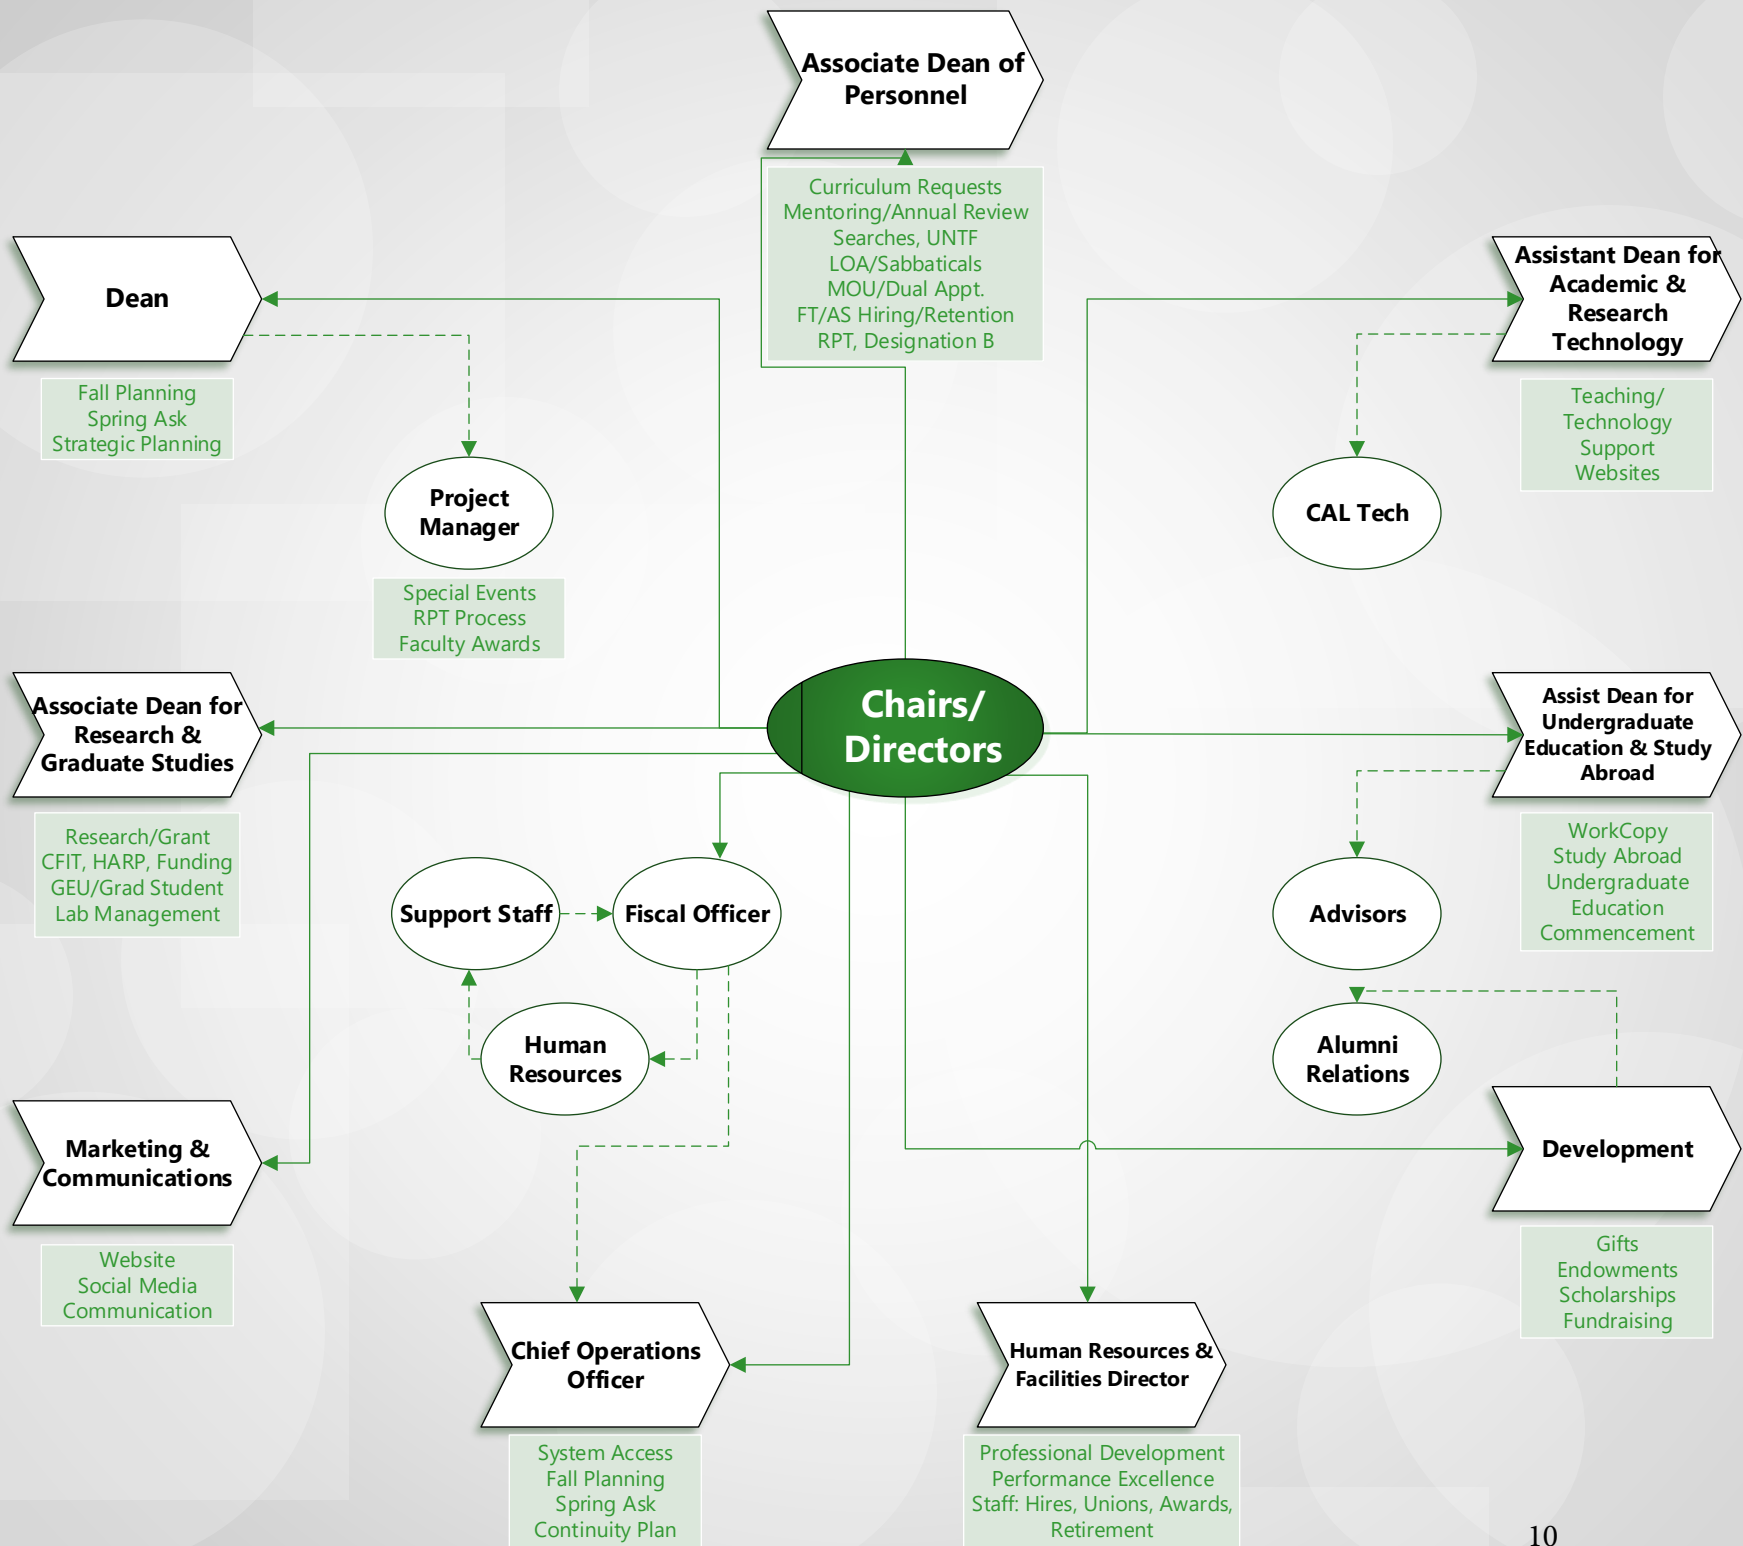 Associate Dean of
Personnel
Curriculum Requests
Mentoring/Annual Review
Searches, UNTF
LOA/Sabbaticals
MOU/Dual Appt.
FT/AS Hiring/Retention
RPT, Designation B
Dean
Fall Planning
Spring Ask
Strategic Planning
Project
Manager
Special Events
RPT Process
Faculty Awards
Assistant Dean for
Academic &
Research
Technology
Teaching/
Technology
Support
Websites
CAL Tech
Chairs/
Directors
Associate Dean for
Research &
Graduate Studies
Research/Grant
CFIT, HARP, Funding
GEU/Grad Student
Lab Management
Assist Dean for
Undergraduate
Education & Study
Abroad
WorkCopy
Study Abroad
Undergraduate
Education
Commencement
Support Staff
Fiscal Officer
Advisors
Human
Resources
Alumni
Relations
Marketing &
Communications
Website
Social Media
Communication
Development
Gifts
Endowments
Scholarships
Fundraising
Chief Operations
Officer
System Access
Fall Planning
Spring Ask
Continuity Plan
Human Resources &
Facilities Director
Professional Development
Performance Excellence
Staff: Hires, Unions, Awards,
Retirement
10